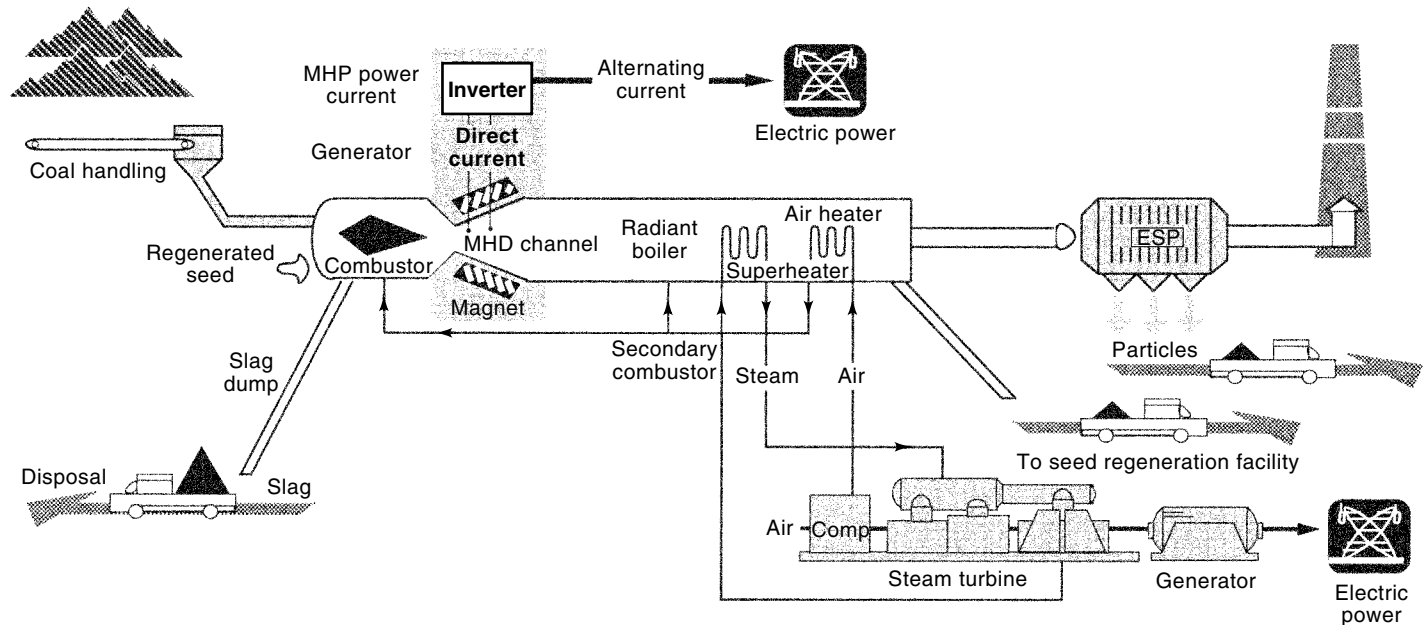 MHP power
current
Inverter
Alternating
current
Electric power
Coal handling
Generator
Direct
current
Regenerated
seed
Combustor
MHD channel
Magnet
Radiant
boiler
Air heater
Superheater
ESP
Slag
dump
Secondary
combustor
Steam
Air
Particles
Disposal
Slag
To seed regeneration facility
Air
Comp
Steam turbine
Generator
Electric
power